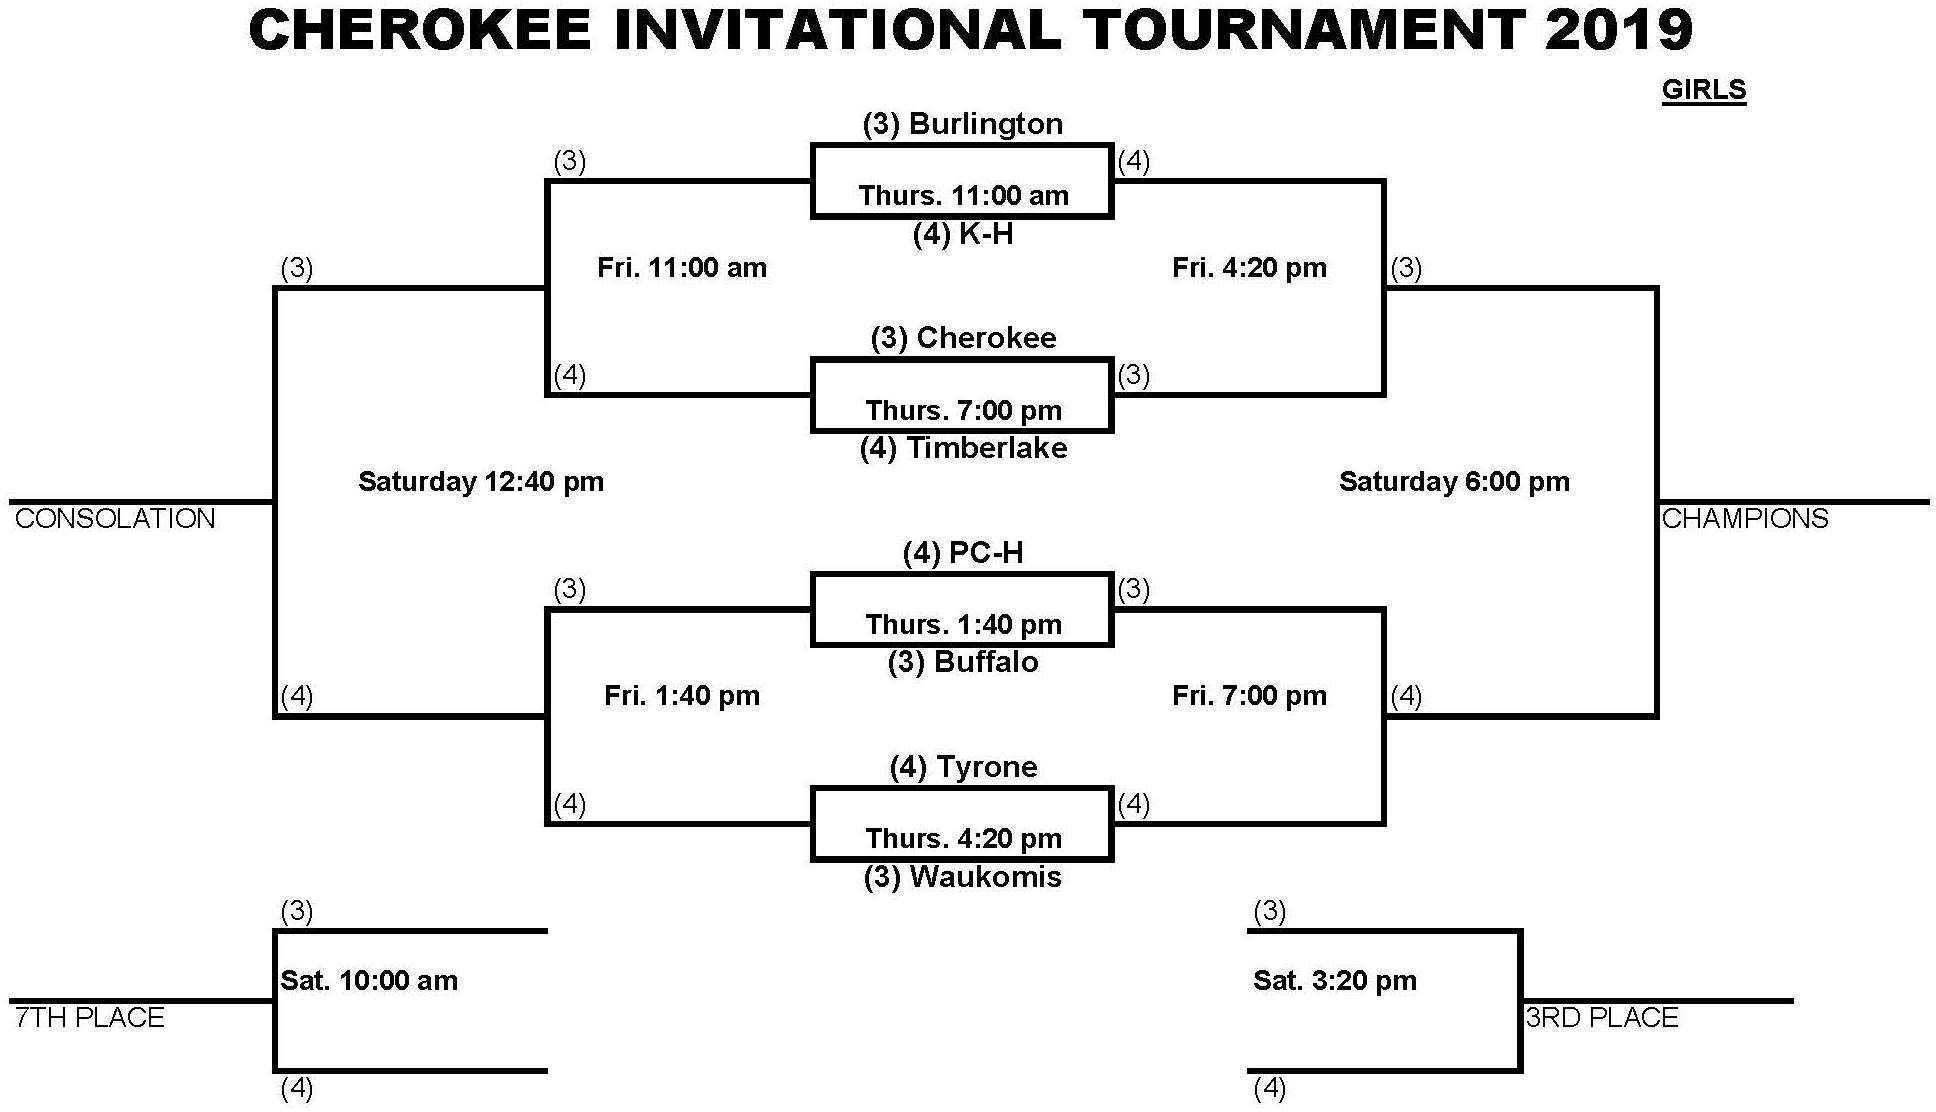 CHEROKEE INVITATIONAL TOURNAMENT 2019
GIRLS
(3) Burlington
(3)
(4)
Thurs. 11:00 am
(4) K-H
(3)
Fri. 11:00 am
Fri. 4:20 pm
(3)
(3) Cherokee
(4)
(3)
Thurs. 7:00 pm
(4) Timberlake
Saturday 12:40 pm
Saturday 6:00 pm
CONSOLATION
CHAMPIONS
(4) PC-H
(3)
(3)
Thurs. 1:40 pm
(3) Buffalo
(4)
Fri. 1:40 pm
Fri. 7:00 pm
(4)
(4) Tyrone
(4)
(4)
Thurs. 4:20 pm
(3) Waukomis
(3)
(3)
Sat. 10:00 am
Sat. 3:20 pm
7TH PLACE
3RD PLACE
(4)
(4)